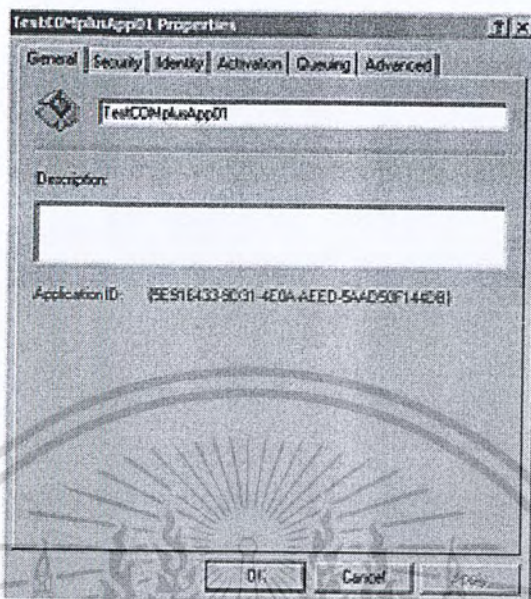 TestCOMplusApp01 Properties
General Security Identity Activation Queuing Advanced
TestCOMplusApp01
Description:
Application ID:
OK Cancel Apply